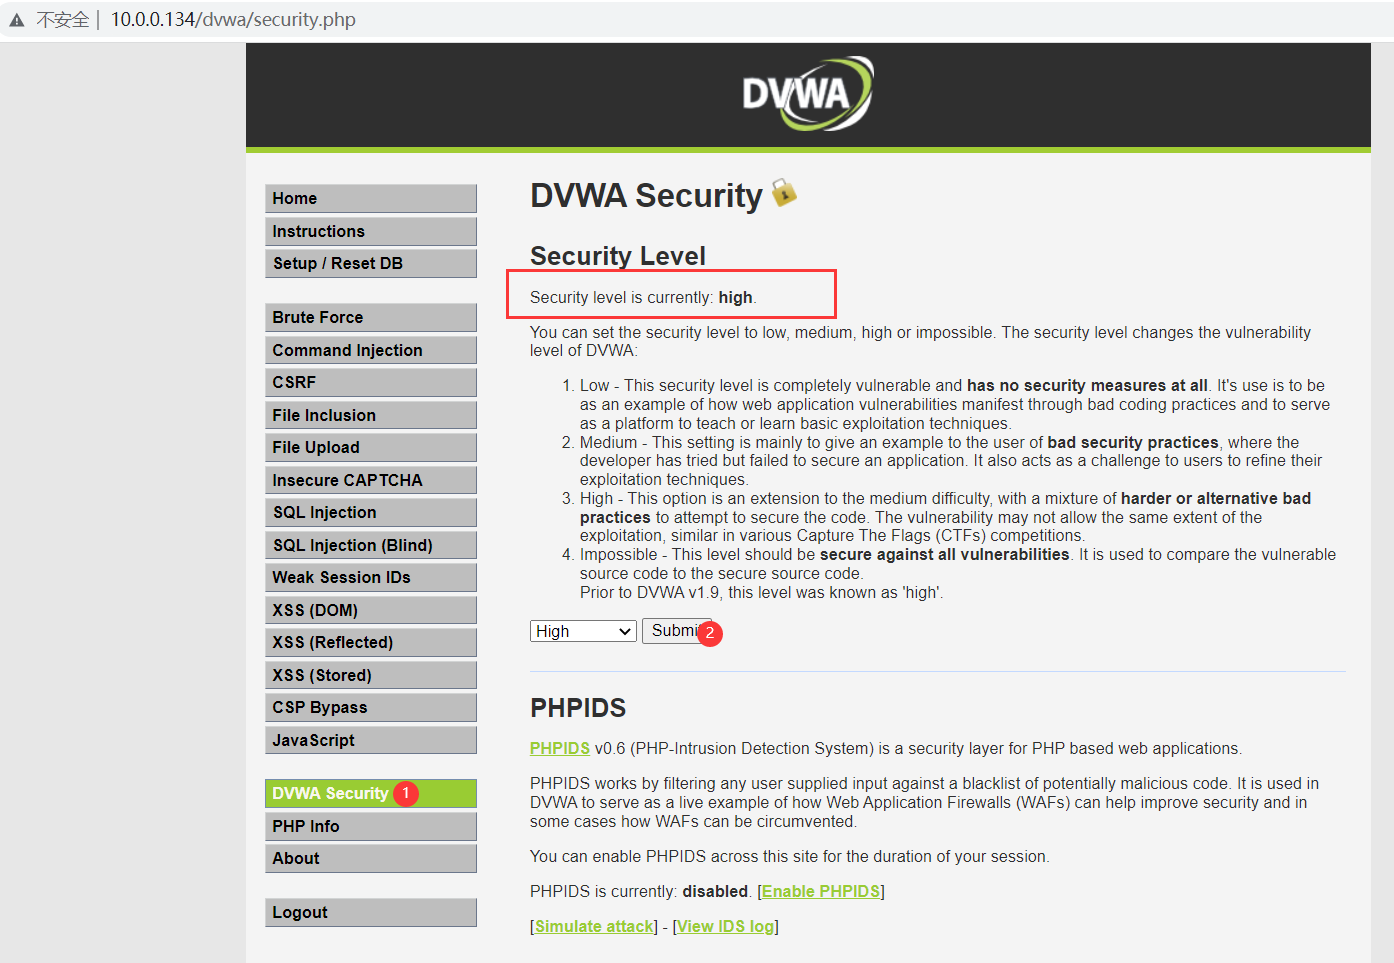 不安全 | 10.0.0.134/dvwa/security.php
DVWA
Home
Instructions
Setup / Reset DB
Brute Force
Command Injection
CSRF
File Inclusion
File Upload
Insecure CAPTCHA
SQL Injection
SQL Injection (Blind)
Weak Session IDs
XSS (DOM)
XSS (Reflected)
XSS (Stored)
CSP Bypass
JavaScript
DVWA Security 1
PHP Info
About
Logout
DVWA Security
Security Level
Security level is currently: high.
You can set the security level to low, medium, high or impossible. The security level changes the vulnerability
level of DVWA:
1. Low - This security level is completely vulnerable and has no security measures at all. It's use is to be
as an example of how web application vulnerabilities manifest through bad coding practices and to serve
as a platform to teach or learn basic exploitation techniques.
2. Medium - This setting is mainly to give an example to the user of bad security practices, where the
developer has tried but failed to secure an application. It also acts as a challenge to users to refine their
exploitation techniques.
3. High - This option is an extension to the medium difficulty, with a mixture of harder or alternative bad
practices to attempt to secure the code. The vulnerability may not allow the same extent of the
exploitation, similar in various Capture The Flags (CTFs) competitions.
4. Impossible - This level should be secure against all vulnerabilities. It is used to compare the vulnerable
source code to the secure source code.
Prior to DVWA v1.9, this level was known as 'high'.
High Submit 2
PHPIDS
PHPIDS v0.6 (PHP-Intrusion Detection System) is a security layer for PHP based web applications.
PHPIDS works by filtering any user supplied input against a blacklist of potentially malicious code. It is used in
DVWA to serve as a live example of how Web Application Firewalls (WAFs) can help improve security and in
some cases how WAFs can be circumvented.
You can enable PHPIDS across this site for the duration of your session.
PHPIDS is currently: disabled. [Enable PHPIDS]
[Simulate attack] - [View IDS log]